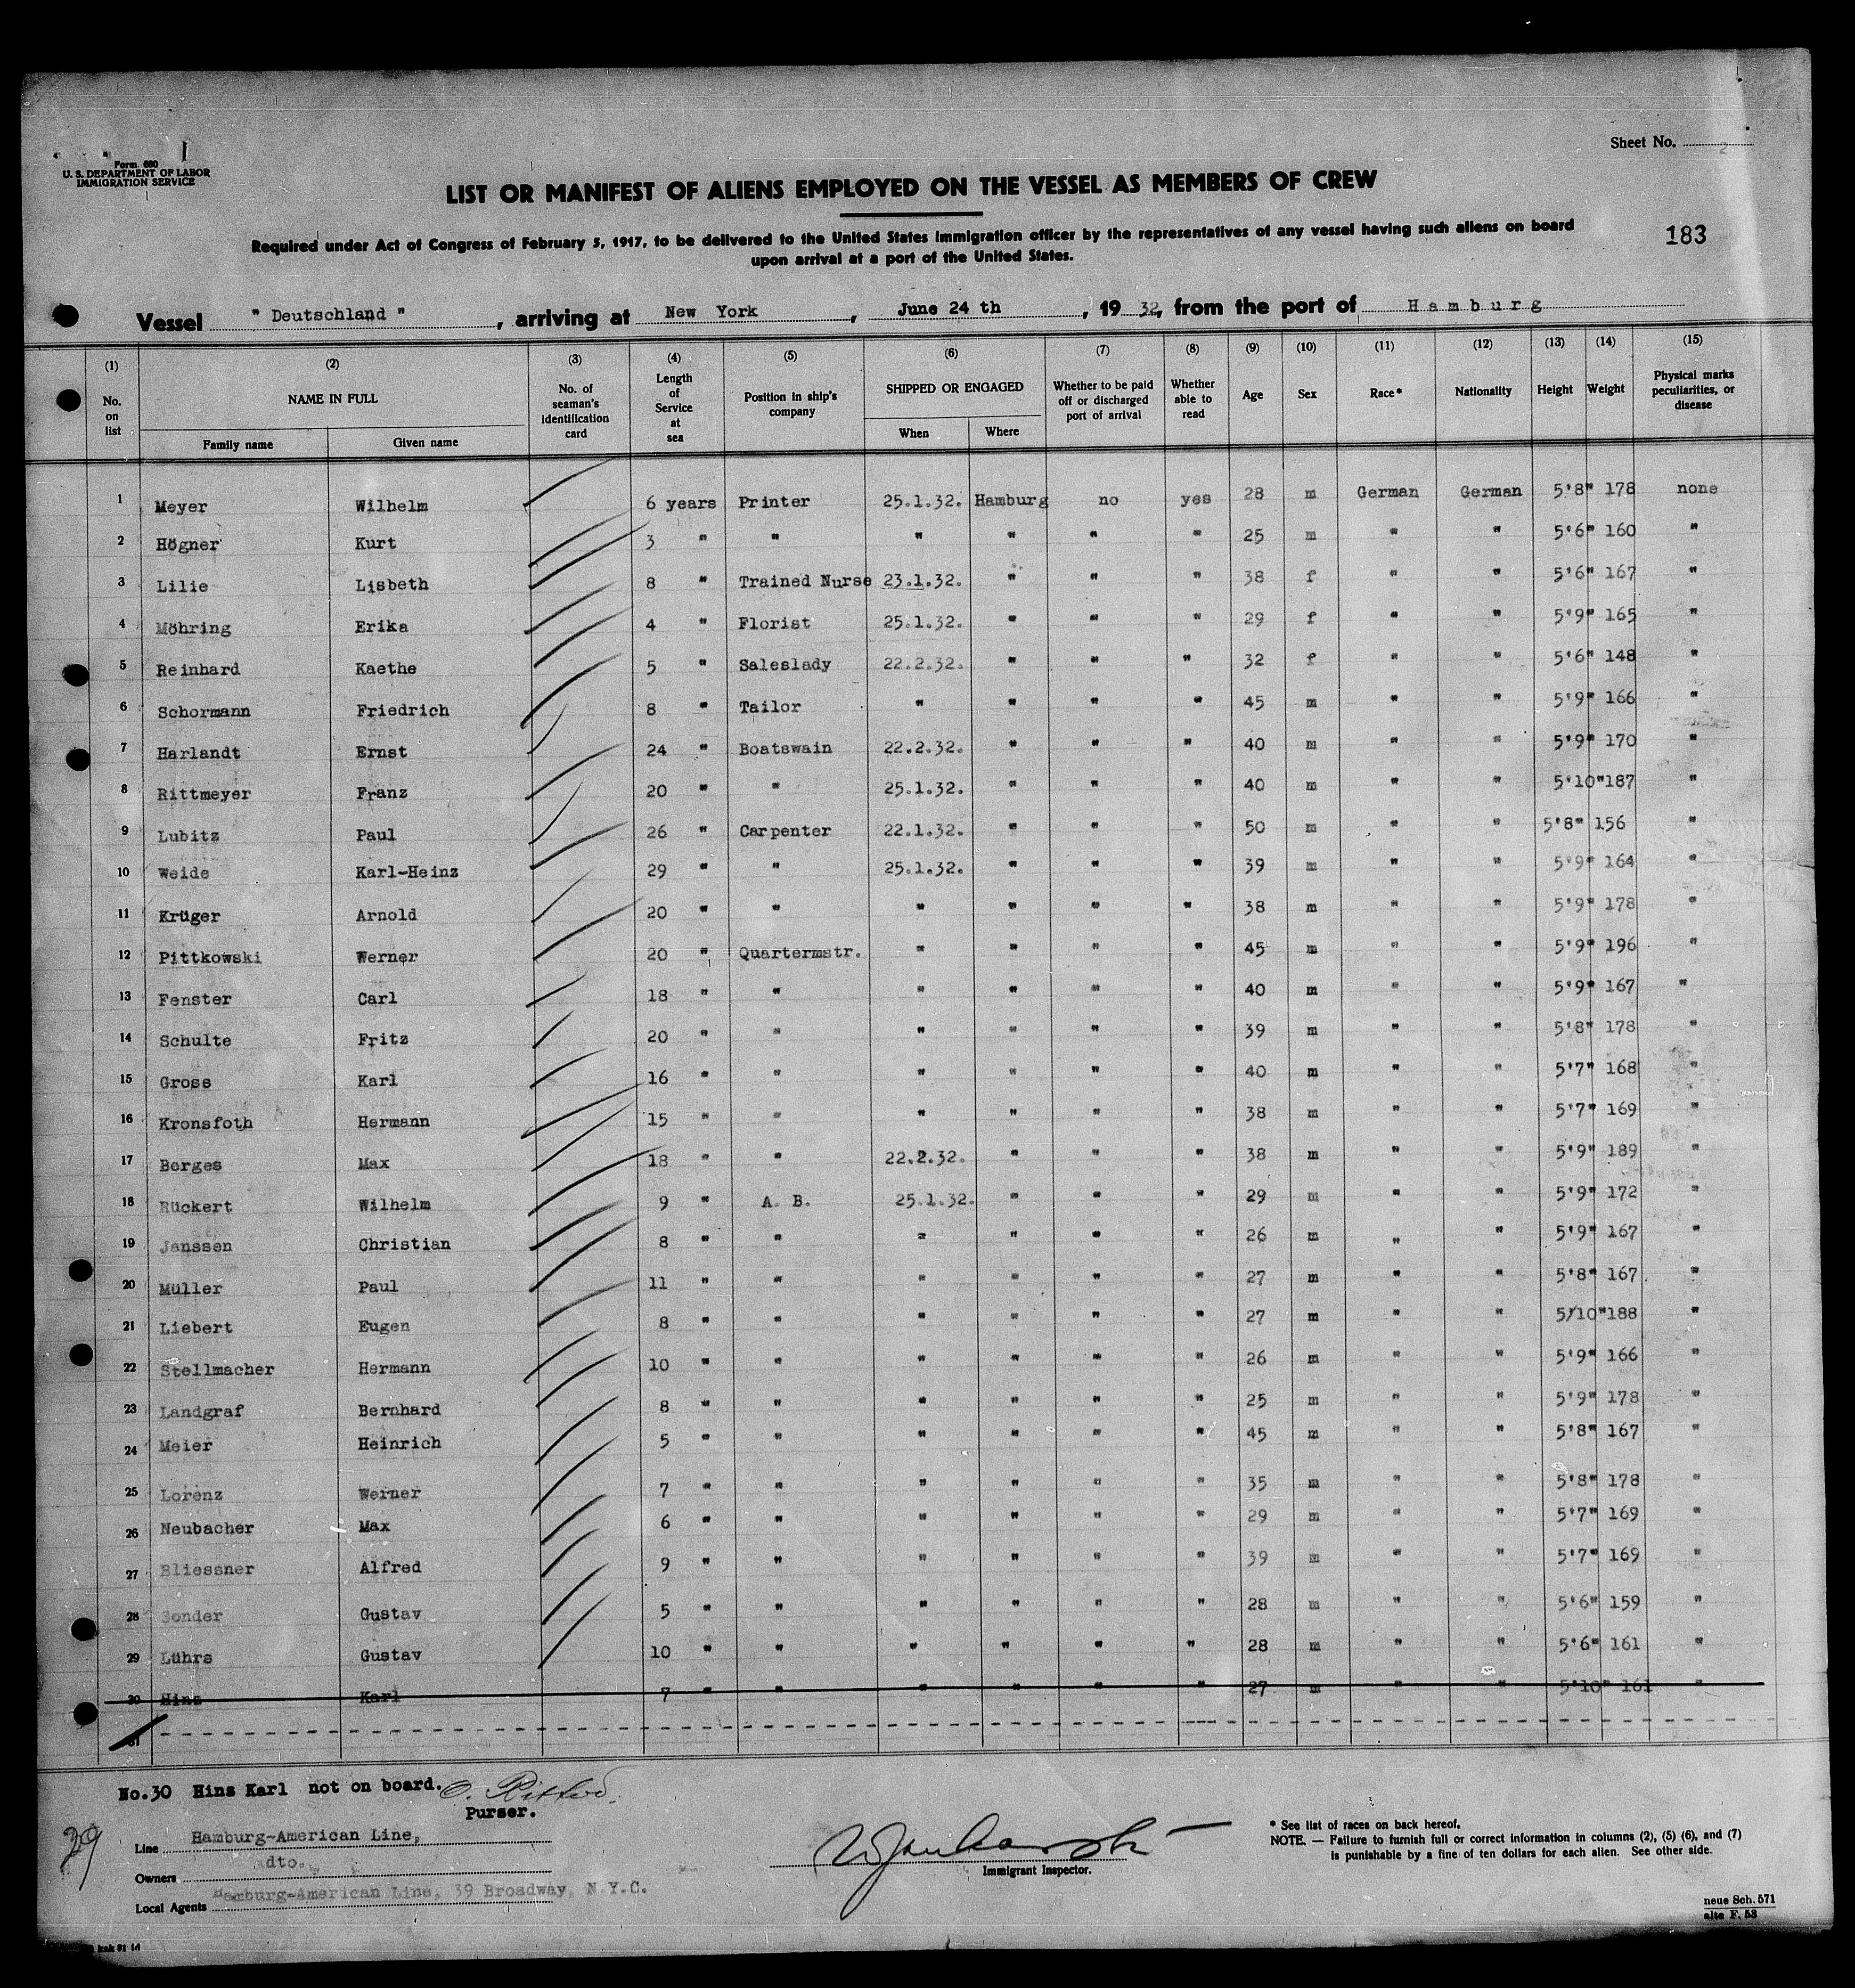 Form 680
U. S. DEPARTMENT OF LABOR
IMMIGRATION SERVICE
Sheet No. 2
LIST OR MANIFEST OF ALIENS EMPLOYED ON THE VESSEL AS MEMBERS OF CREW
Required under Act of Congress of February 5, 1917, to be delivered to the United States Immigration officer by the representatives of any vessel having such aliens on board
upon arrival at a port of the United States.
183
Vessel " Deutschland ", arriving at New York, June 24 th, 19 32, from the port of Hamburg
(1) (2) (3) (4) (5) (6) (7) (8) (9) (10) (11) (12) (13) (14) (15)
No. on list NAME IN FULL Family name Given name No. of seaman's identification card Length of Service at sea Position in ship's company SHIPPED OR ENGAGED When Where Whether to be paid off or discharged port of arrival Whether able to read Age Sex Race* Nationality Height Weight Physical marks peculiarities, or disease
1 Meyer Wilhelm 6 years Printer 25.1.32. Hamburg no yes 28 m German German 5'8" 178 none
2 Högner Kurt 3 " " " " " " 25 m " " 5'6" 160 "
3 Lilie Lisbeth 8 " Trained Nurse 23.1.32. " " " 38 f " " 5'6" 167 "
4 Möhring Erika 4 " Florist 25.1.32. " " " 29 f " " 5'9" 165 "
5 Reinhard Kaethe 5 " Saleslady 22.2.32. " " " 32 f " " 5'6" 148 "
6 Schormann Friedrich 8 " Tailor " " " " 45 m " " 5'9" 166 "
7 Harlandt Ernst 24 " Boatswain 22.2.32. " " " 40 m " " 5'9" 170 "
8 Rittmeyer Franz 20 " " 25.1.32. " " " 40 m " " 5'10" 187 "
9 Lubitz Paul 26 " Carpenter 22.1.32. " " " 50 m " " 5'8" 156 "
10 Weide Karl-Heinz 29 " " 25.1.32. " " " 39 m " " 5'9" 164 "
11 Krüger Arnold 20 " " " " " " 38 m " " 5'9" 178 "
12 Pittkowski Werner 20 " Quartermstr. " " " " 45 m " " 5'9" 196 "
13 Fenster Carl 18 " " " " " " 40 m " " 5'9" 167 "
14 Schulte Fritz 20 " " " " " " 39 m " " 5'8" 178 "
15 Gross Karl 16 " " " " " " 40 m " " 5'7" 168 "
16 Kronsfoth Hermann 15 " " " " " " 38 m " " 5'7" 169 "
17 Borges Max 18 " " 22.2.32. " " " 38 m " " 5'9" 189 "
18 Rückert Wilhelm 9 " A. B. 25.1.32. " " " 29 m " " 5'9" 172 "
19 Janssen Christian 8 " " " " " " 26 m " " 5'9" 167 "
20 Müller Paul 11 " " " " " " 27 m " " 5'8" 167 "
21 Liebert Eugen 8 " " " " " " 27 m " " 5/10" 188 "
22 Stellmacher Hermann 10 " " " " " " 26 m " " 5'9" 166 "
23 Landgraf Bernhard 8 " " " " " " 25 m " " 5'9" 178 "
24 Meier Heinrich 5 " " " " " " 45 m " " 5'8" 167 "
25 Lorenz Werner 7 " " " " " " 35 m " " 5'8" 178 "
26 Neubacher Max 6 " " " " " " 29 m " " 5'7" 169 "
27 Bliessner Alfred 9 " " " " " " 39 m " " 5'7" 169 "
28 Sonder Gustav 5 " " " " " " 28 m " " 5'6" 159 "
29 Lührs Gustav 10 " " " " " " 28 m " " 5'6" 161 "
30 Hins Karl 7 " " " " " " 27 m " " 5'10" 161 "
31
No.30 Hins Karl not on board.
Purser.
39
Line Hamburg-American Line,
Owners dto.
Local Agents Hamburg-American Line, 39 Broadway, N.Y.C.
Immigrant Inspector.
* See list of races on back hereof.
NOTE. — Failure to furnish full or correct information in columns (2), (5) (6), and (7)
is punishable by a fine of ten dollars for each alien. See other side.
neue Sch. 571
alte F. 53